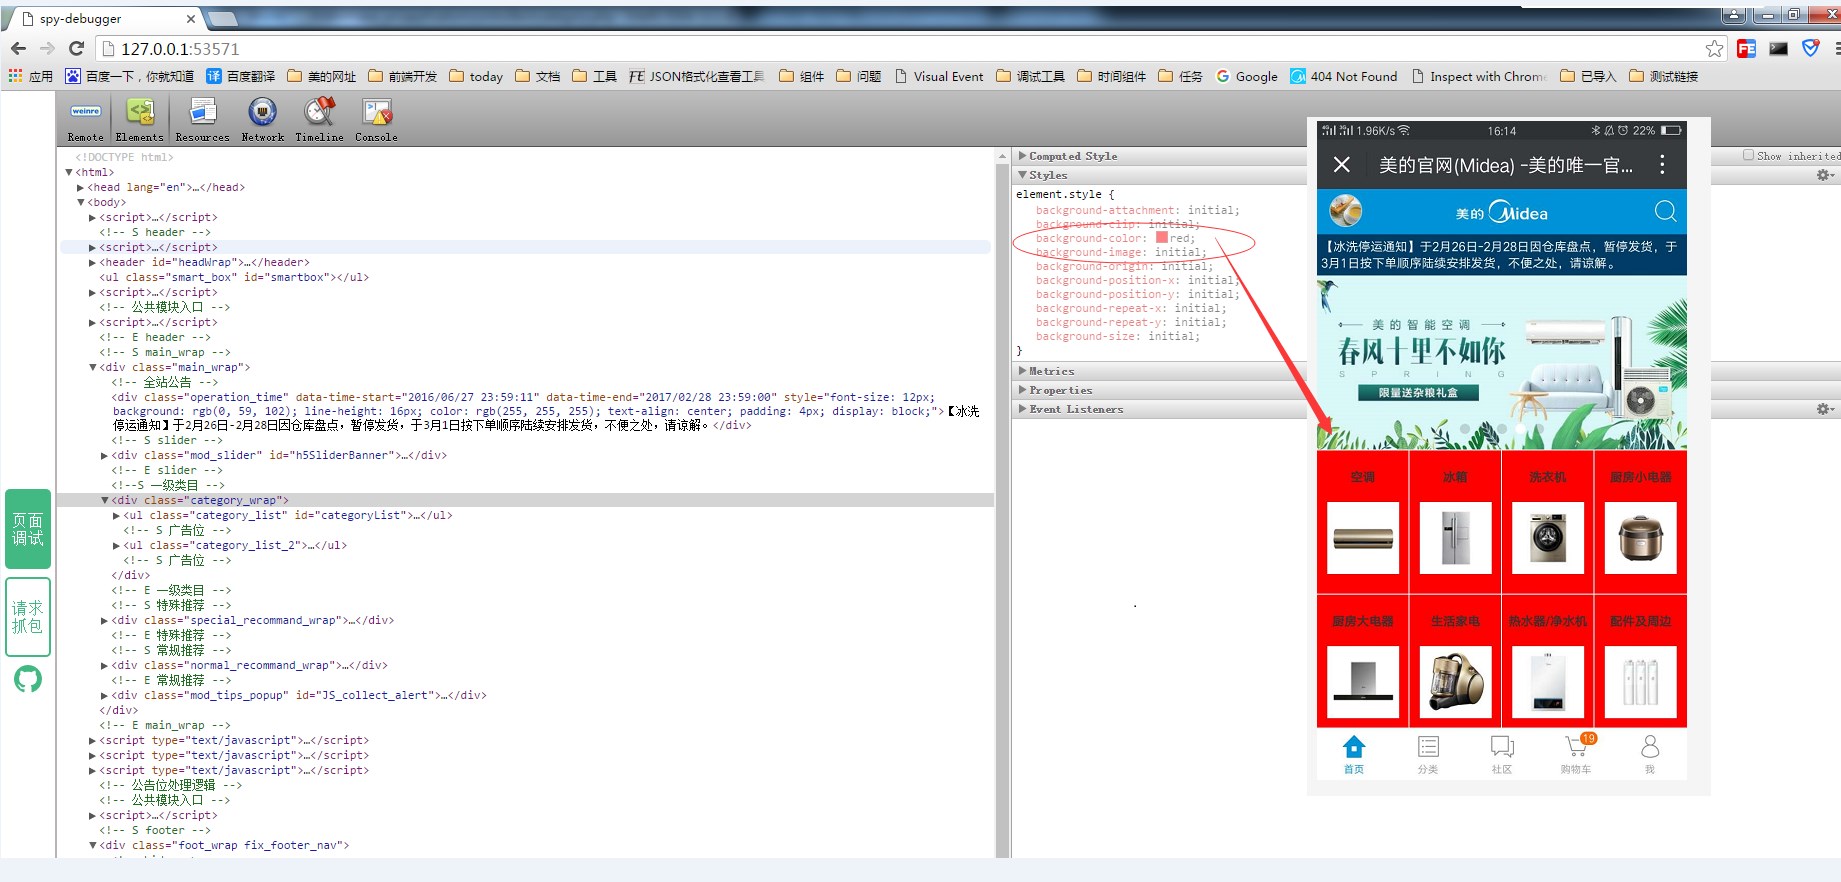 spy-debugger
127.0.0.1:53571
应用 百度一下，你就知道 百度翻译 美的网址 前端开发 today 文档 工具 JSON格式化查看工具 组件 问题 Visual Event 调试工具 时间组件 任务 Google 404 Not Found Inspect with Chrome 已导入 测试链接
weinre
Remote Elements Resources Network Timeline Console
页面
调试
请求
抓包
<!DOCTYPE html>
▼<html>
▶<head lang="en">…</head>
▼<body>
▶<script>…</script>
<!-- S header -->
▶<script>…</script>
▶<header id="headWrap">…</header>
<ul class="smart_box" id="smartbox"></ul>
▶<script>…</script>
<!-- 公共模块入口 -->
▶<script>…</script>
<!-- E header -->
<!-- S main_wrap -->
▼<div class="main_wrap">
<!-- 全站公告 -->
<div class="operation_time" data-time-start="2016/06/27 23:59:11" data-time-end="2017/02/28 23:59:00" style="font-size: 12px;
background: rgb(0, 59, 102); line-height: 16px; color: rgb(255, 255, 255); text-align: center; padding: 4px; display: block;">【冰洗
停运通知】于2月26日-2月28日因仓库盘点，暂停发货，于3月1日按下单顺序陆续安排发货，不便之处，请谅解。</div>
<!-- S slider -->
▶<div class="mod_slider" id="h5SliderBanner">…</div>
<!-- E slider -->
<!--S 一级类目 -->
▼<div class="category_wrap">
▶<ul class="category_list" id="categoryList">…</ul>
<!-- S 广告位 -->
▶<ul class="category_list_2">…</ul>
<!-- S 广告位 -->
</div>
<!-- E 一级类目 -->
<!-- S 特殊推荐 -->
▶<div class="special_recommand_wrap">…</div>
<!-- E 特殊推荐 -->
<!-- S 常规推荐 -->
▶<div class="normal_recommand_wrap">…</div>
<!-- E 常规推荐 -->
▶<div class="mod_tips_popup" id="JS_collect_alert">…</div>
</div>
<!-- E main_wrap -->
▶<script type="text/javascript">…</script>
▶<script type="text/javascript">…</script>
▶<script type="text/javascript">…</script>
<!-- 公告位处理逻辑 -->
<!-- 公共模块入口 -->
▶<script>…</script>
<!-- S footer -->
▼<div class="foot_wrap fix_footer_nav">
▶Computed Style
Show inherited
▼Styles
element.style {
background-attachment: initial;
background-clip: initial;
background-color: red;
background-image: initial;
background-origin: initial;
background-position-x: initial;
background-position-y: initial;
background-repeat-x: initial;
background-repeat-y: initial;
background-size: initial;
}
▶Metrics
▶Properties
▶Event Listeners
1.96K/s 16:14 22%
美的官网(Midea) -美的唯一官...
美的 Midea
【冰洗停运通知】于2月26日-2月28日因仓库盘点，暂停发货，于
3月1日按下单顺序陆续安排发货，不便之处，请谅解。
美的智能空调
春风十里不如你
SPRING
限量送杂粮礼盒
空调 冰箱 洗衣机 厨房小电器
厨房大电器 生活家电 热水器/净水机 配件及周边
19
首页 分类 社区 购物车 我